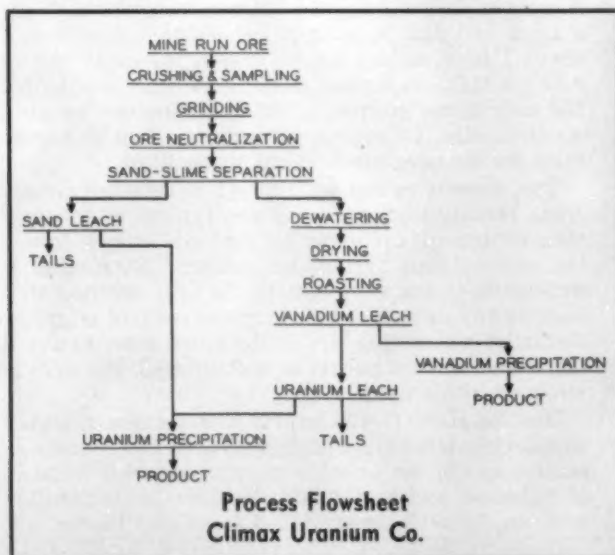 MINE RUN ORE
CRUSHING & SAMPLING
GRINDING
ORE NEUTRALIZATION
SAND-SLIME SEPARATION
SAND LEACH
DEWATERING
TAILS
DRYING
ROASTING
VANADIUM LEACH
VANADIUM PRECIPITATION
URANIUM LEACH
PRODUCT
URANIUM PRECIPITATION
TAILS
PRODUCT
Process Flowsheet
Climax Uranium Co.